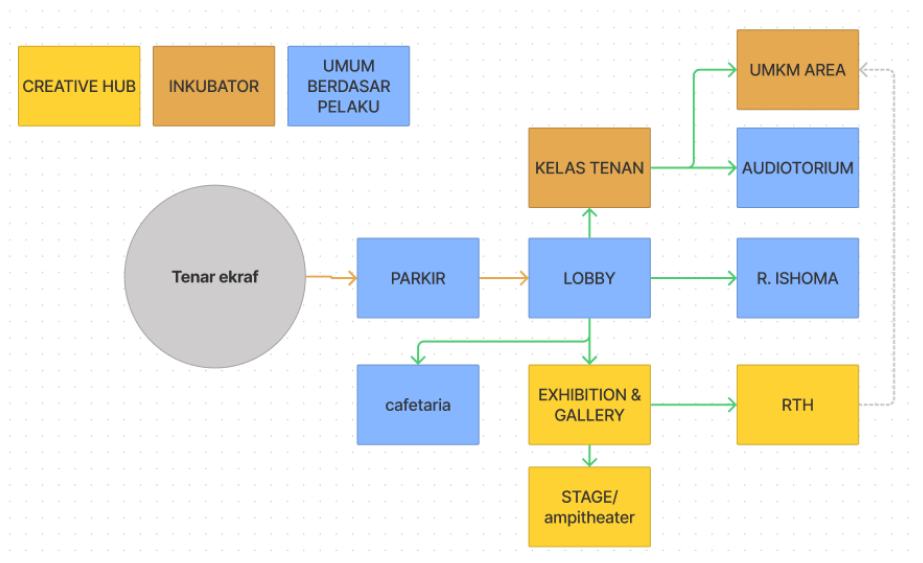 CREATIVE HUB
INKUBATOR
UMUM
BERDASAR
PELAKU
UMKM AREA
KELAS TENAN
AUDIOTORIUM
Tenar ekraf
PARKIR
LOBBY
R. ISHOMA
cafetaria
EXHIBITION &
GALLERY
RTH
STAGE/
ampitheater